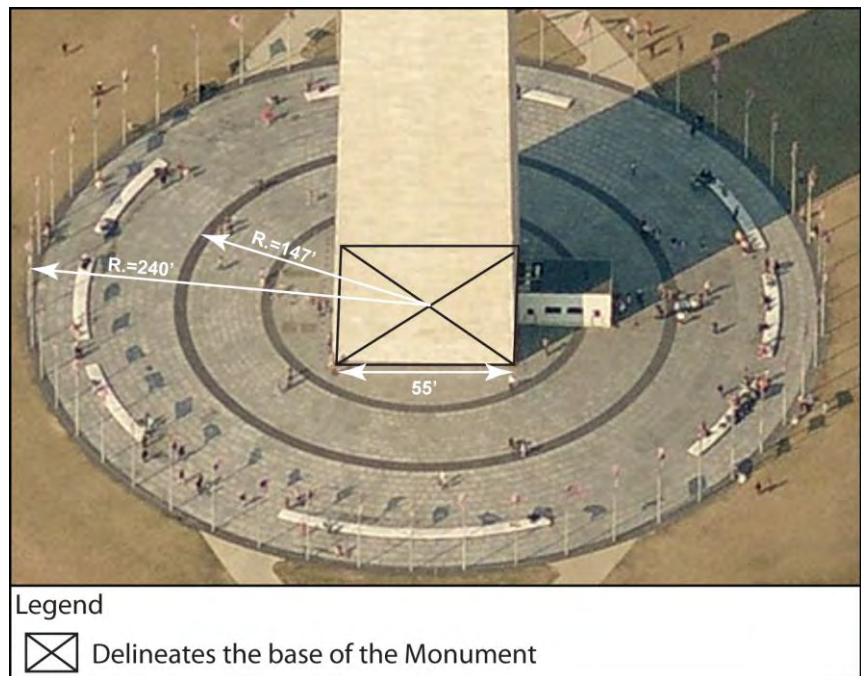 R.=147'
R.=240'
55'
Legend
Delineates the base of the Monument